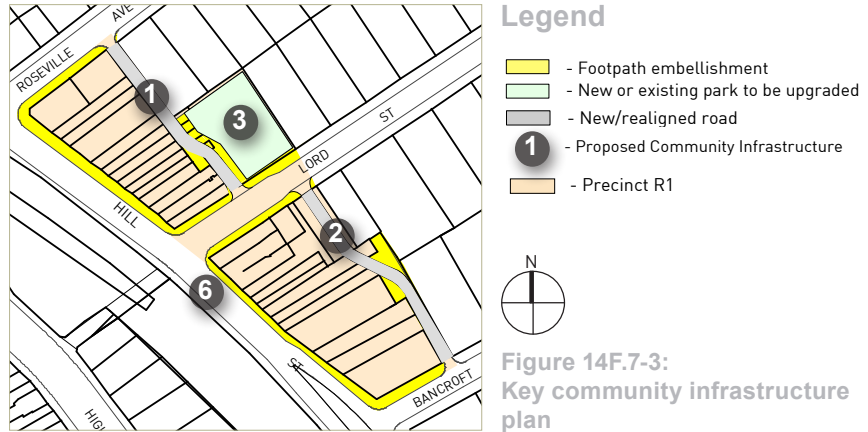 ROSEVILLE AVE
1
3
LORD ST
HILL
2
6
ST
HIGH
BANCROFT
Legend
- Footpath embellishment
- New or existing park to be upgraded
- New/realigned road
1 - Proposed Community Infrastructure
- Precinct R1
N
Figure 14F.7-3:
Key community infrastructure
plan